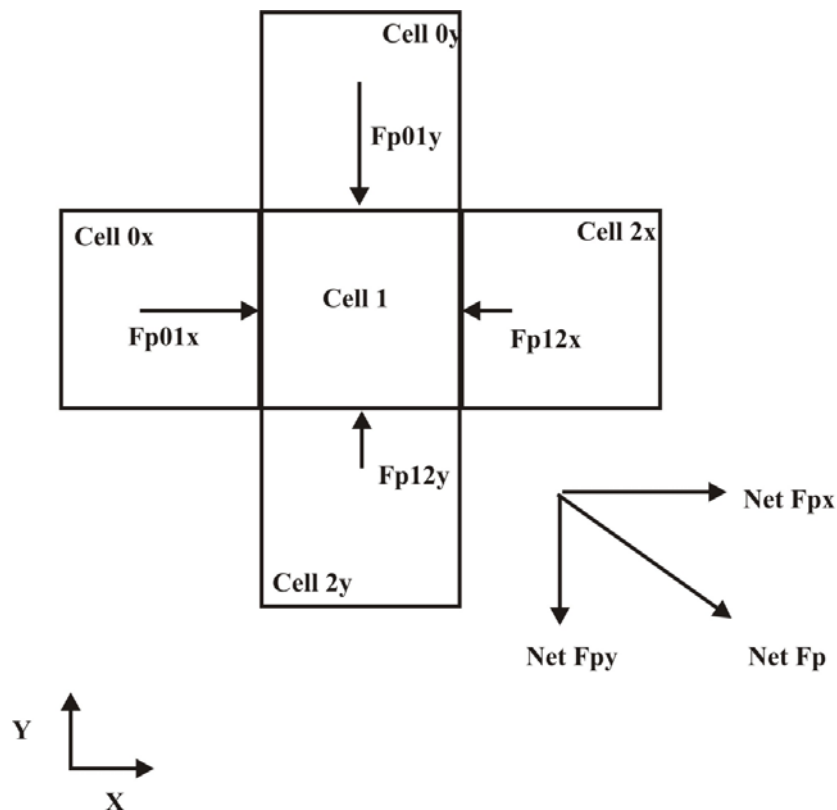 Cell 0y
Fp01y
Cell 0x
Cell 2x
Cell 1
Fp01x
Fp12x
Fp12y
Net Fpx
Cell 2y
Net Fpy
Net Fp
Y
X